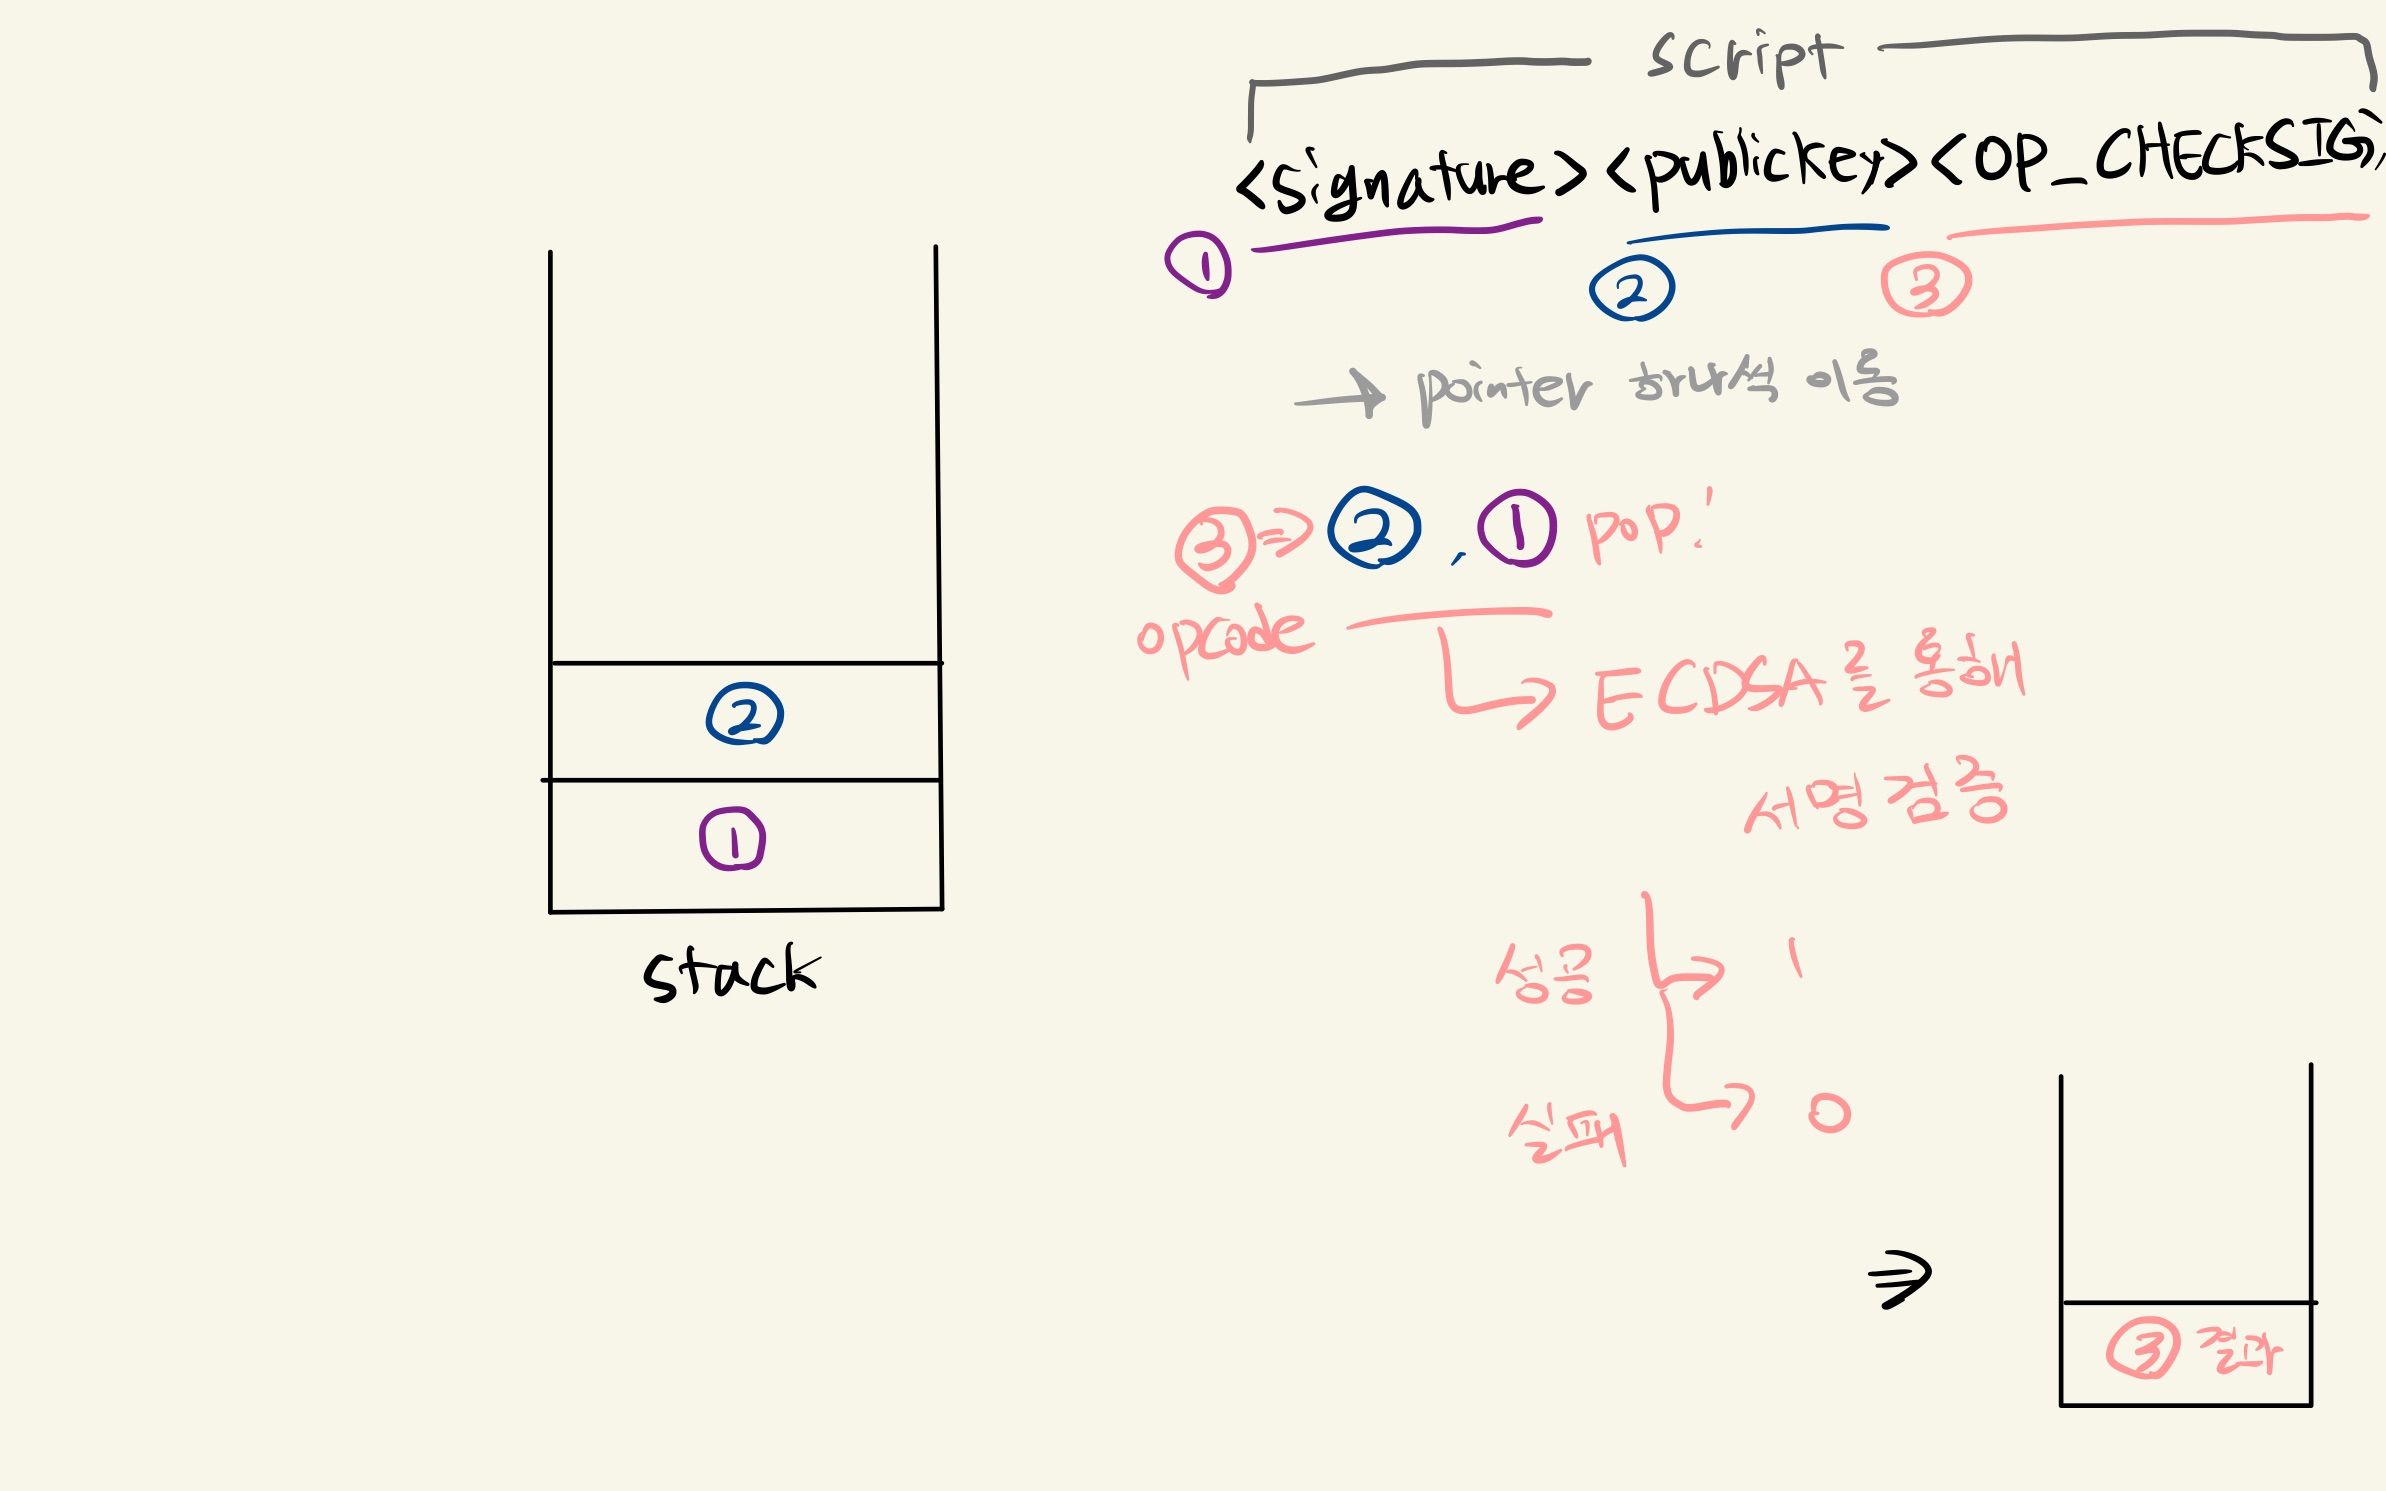 script
<signature> <publickey> <OP_CHECKSIG>
① ② ③
→ pointer 하나씩 이동
③ ⇒ ②, ① pop!
opcode
ECDSA를 통해
서명 검증
성공 → 1
실패 → 0
②
①
stack
⇒
③ 결과